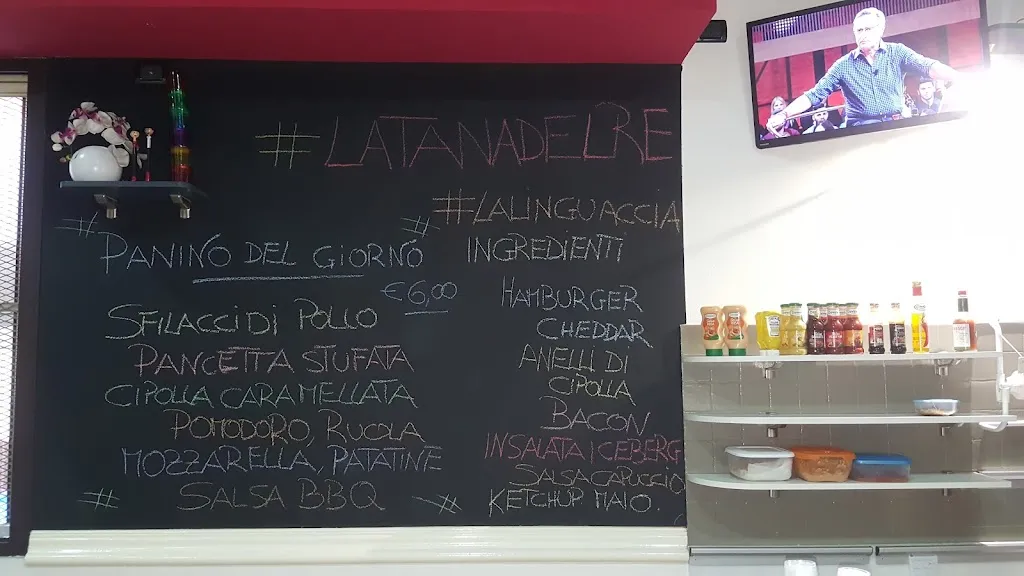 #LATANADELRE
PANINO DEL GIORNO
€ 6,00
SFILACCI DI POLLO
PANCETTA STUFATA
CIPOLLA CARAMELLATA
POMODORO, RUCOLA
MOZZARELLA, PATATINE
SALSA BBQ
#LALINGUACCIA
INGREDIENTI
HAMBURGER
CHEDDAR
ANELLI DI
CIPOLLA
BACON
INSALATA ICEBERG
SALSA CAPUCCIO
KETCHUP MAIO.